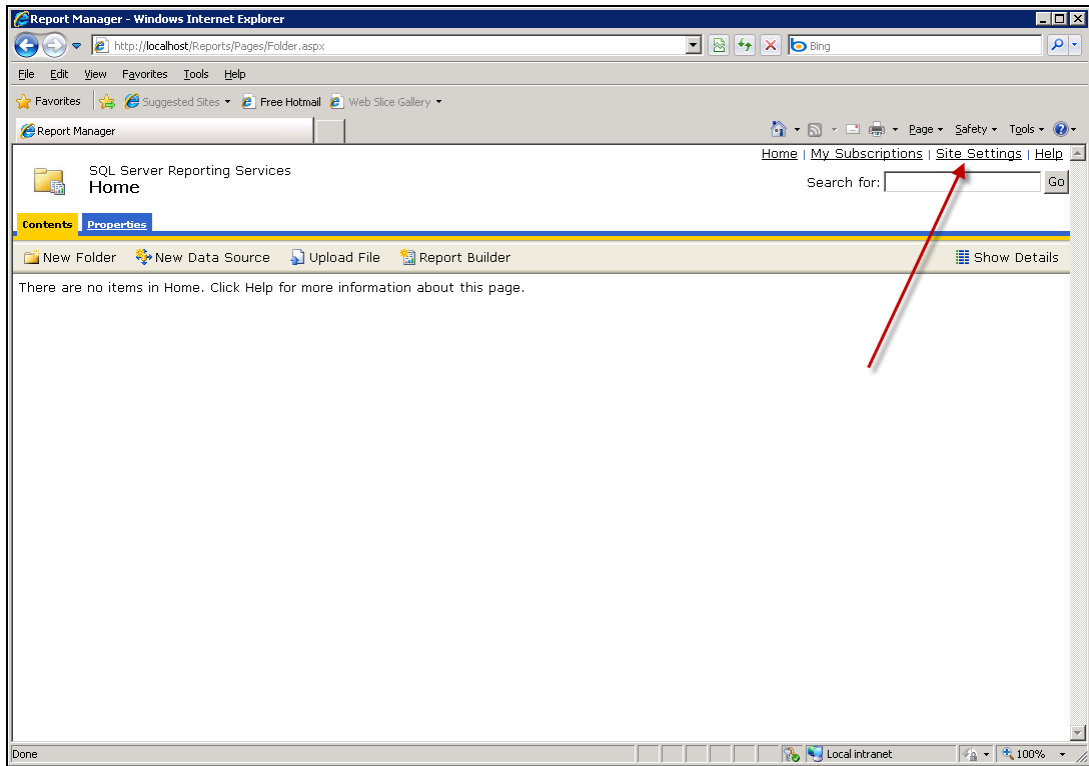 Report Manager - Windows Internet Explorer
http://localhost/Reports/Pages/Folder.aspx
Bing
File Edit View Favorites Tools Help
Favorites Suggested Sites Free Hotmail Web Slice Gallery
Report Manager
Page Safety Tools
Home | My Subscriptions | Site Settings | Help
SQL Server Reporting Services
Home
Search for: Go
Contents Properties
New Folder New Data Source Upload File Report Builder Show Details
There are no items in Home. Click Help for more information about this page.
Done Local intranet 100%